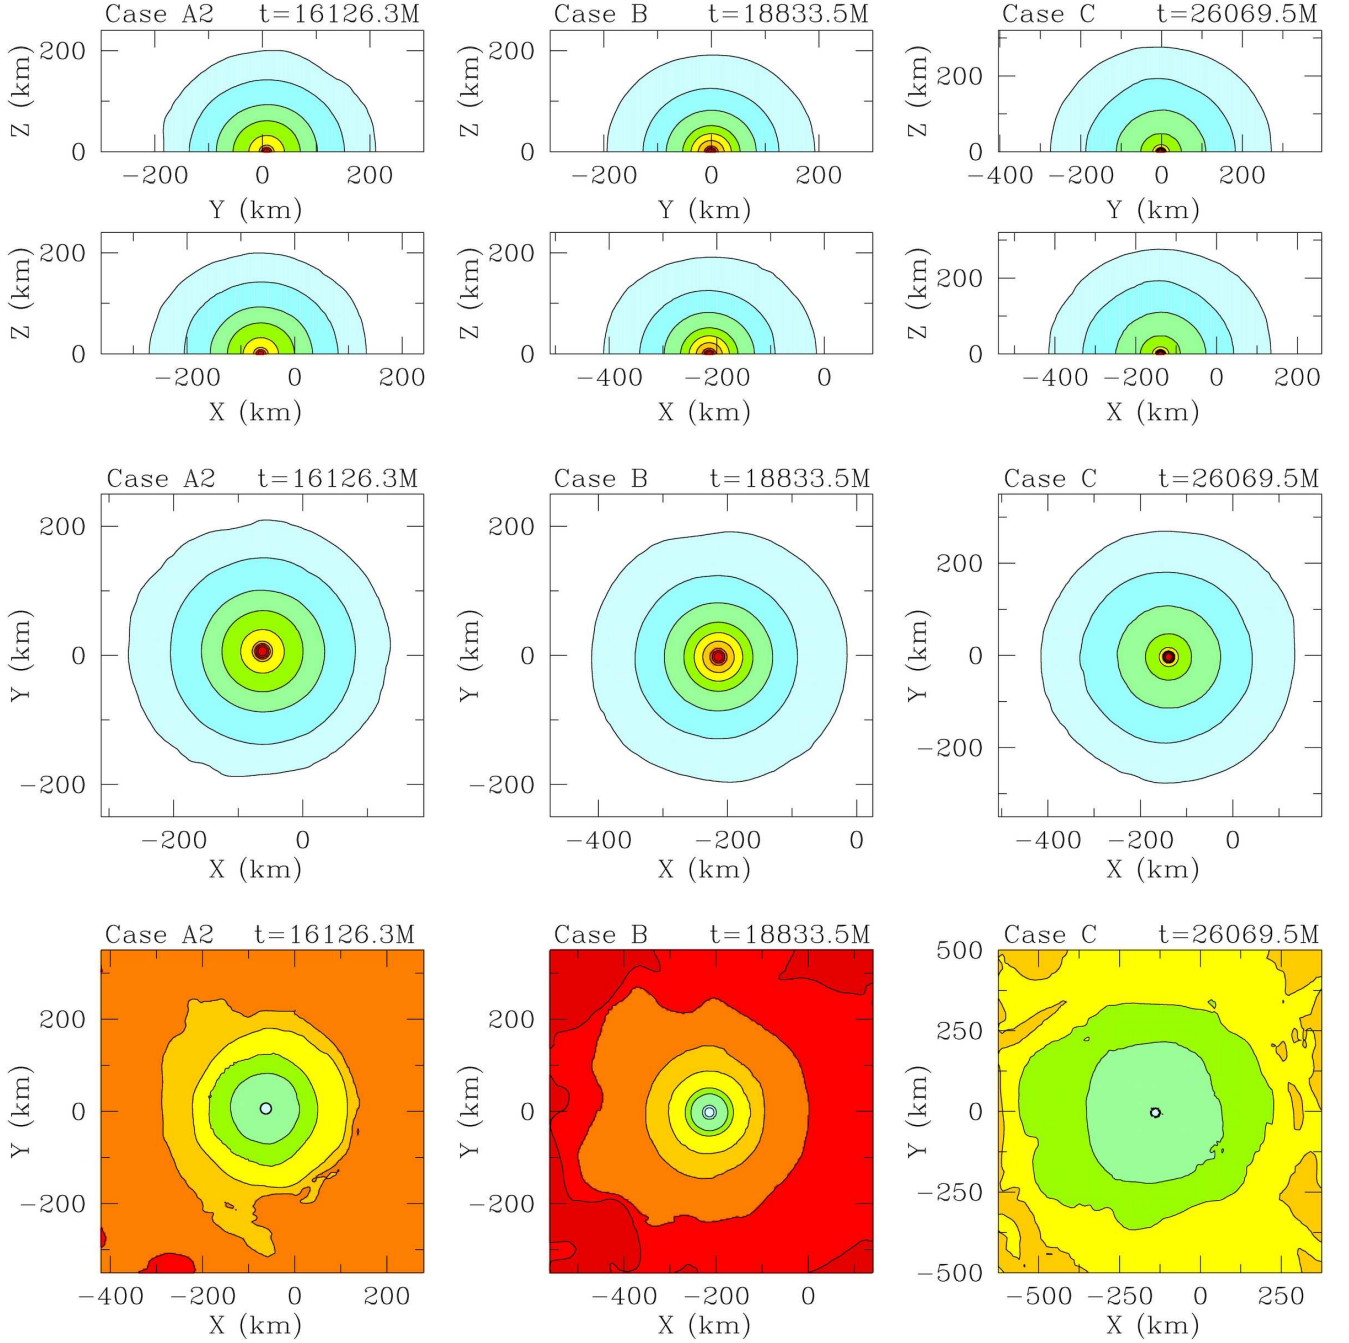 Case A2 t=16126.3M Case B t=18833.5M Case C t=26069.5M
Z (km) 200 0 Z (km) 200 0 Z (km) 200 0
−200 0 200 −200 0 200 −400 −200 0 200
Y (km) Y (km) Y (km)
Z (km) 200 0 Z (km) 200 0 Z (km) 200 0
−200 0 200 −400 −200 0 −400 −200 0 200
X (km) X (km) X (km)
Case A2 t=16126.3M Case B t=18833.5M Case C t=26069.5M
200 200 200
Y (km) 0 Y (km) 0 Y (km) 0
−200 −200 −200
−200 0 −400 −200 0 −400 −200 0
X (km) X (km) X (km)
Case A2 t=16126.3M Case B t=18833.5M Case C t=26069.5M
500
200 200 250
Y (km) 0 Y (km) 0 Y (km) 0
−200 −200 −250
−500
−400 −200 0 200 −400 −200 0 −500 −250 0 250
X (km) X (km) X (km)